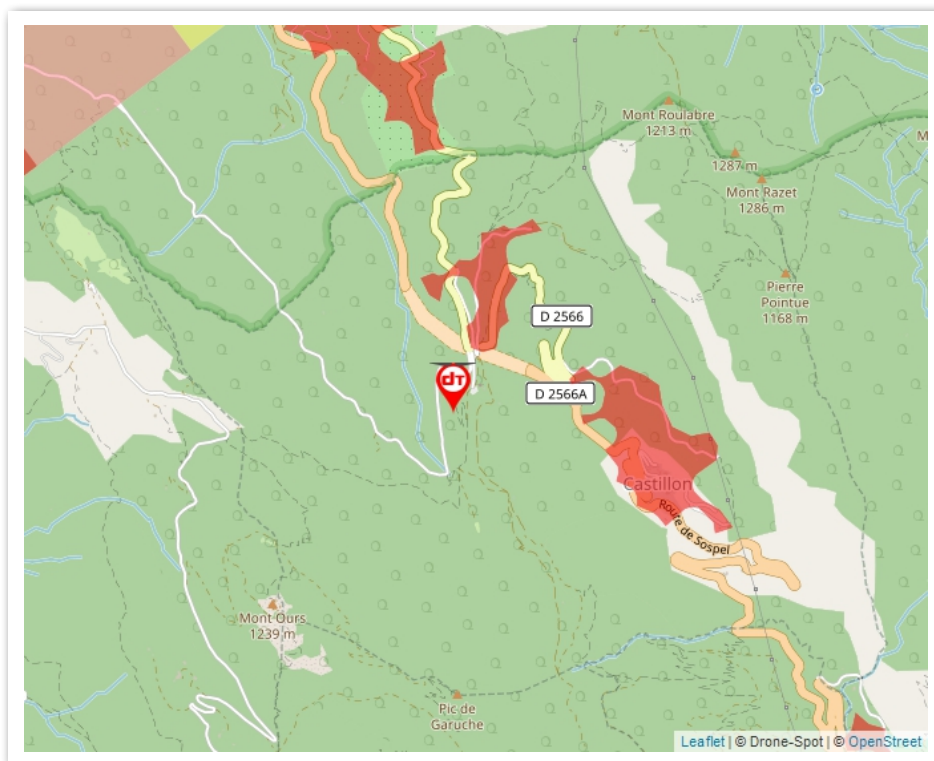 Mont Roulabre
1213 m
M
1287 m
Mont Razet
1286 m
Pierre
Pointue
1168 m
D 2566
dT
D 2566A
Castillon
Route de Sospel
Mont Ours
1239 m
Pic de
Garuche
Leaflet | © Drone-Spot | © OpenStreet